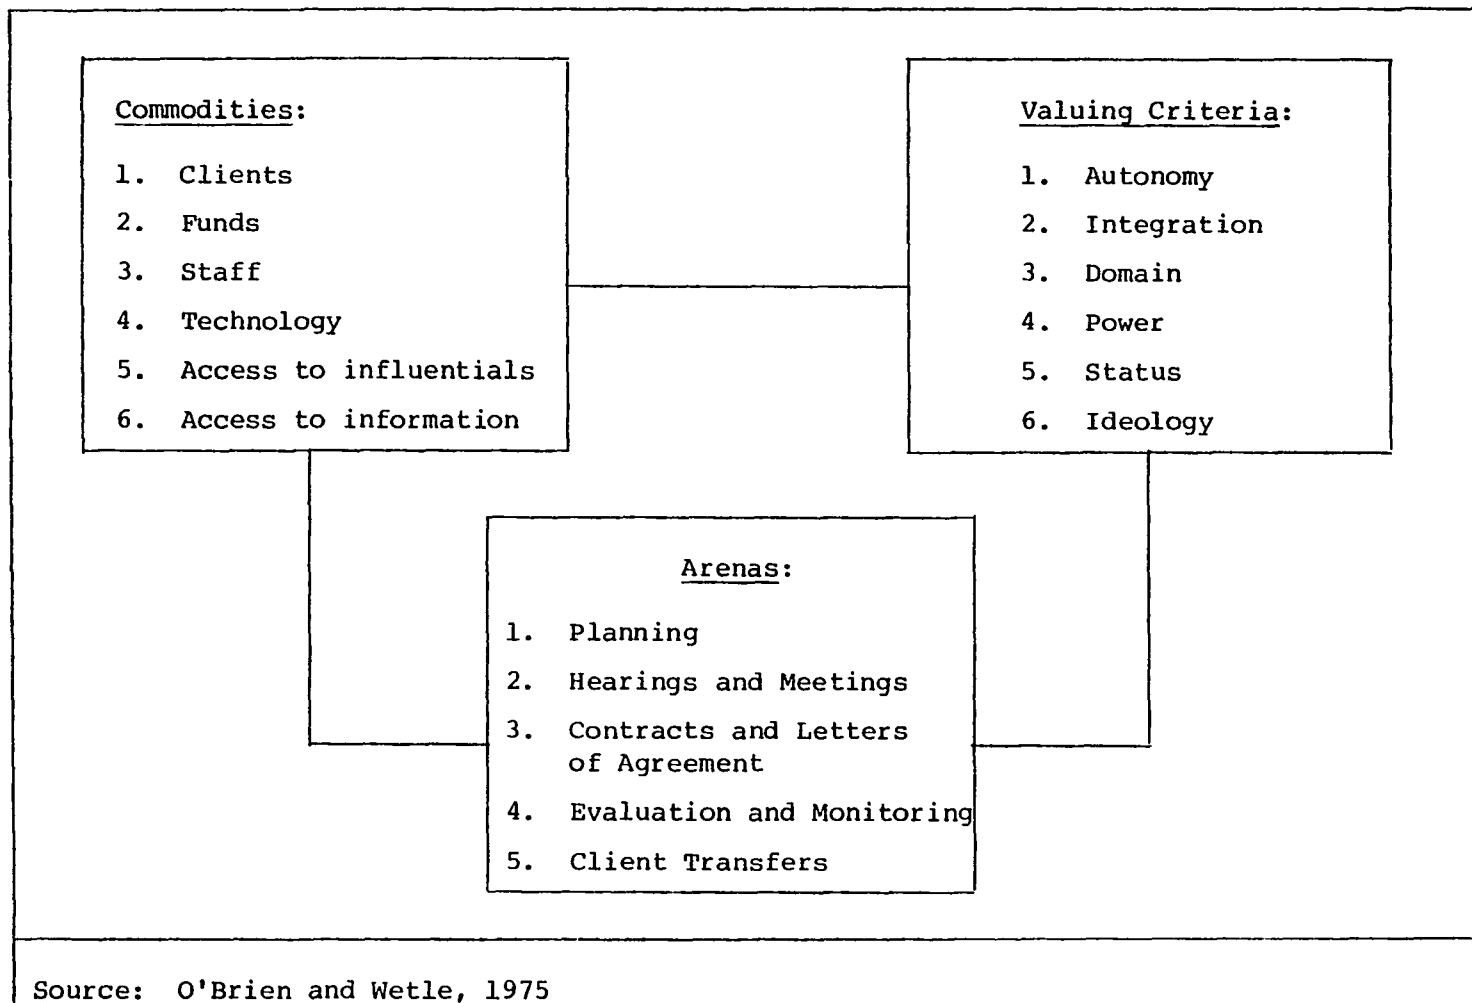 Commodities:
1. Clients
2. Funds
3. Staff
4. Technology
5. Access to influentials
6. Access to information
Valuing Criteria:
1. Autonomy
2. Integration
3. Domain
4. Power
5. Status
6. Ideology
Arenas:
1. Planning
2. Hearings and Meetings
3. Contracts and Letters
of Agreement
4. Evaluation and Monitoring
5. Client Transfers
Source: O'Brien and Wetle, 1975